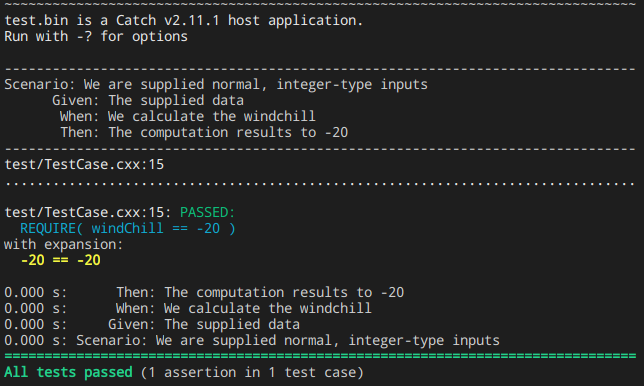 ~~~~~~~~~~~~~~~~~~~~~~~~~~~~~~~~~~~~~~~~~~~~~~~~~~~~~~~~~~~~~~~~~~~~~~~~~~~~~~~
test.bin is a Catch v2.11.1 host application.
Run with -? for options

-------------------------------------------------------------------------------
Scenario: We are supplied normal, integer-type inputs
      Given: The supplied data
       When: We calculate the windchill
       Then: The computation results to -20
-------------------------------------------------------------------------------
test/TestCase.cxx:15
...............................................................................

test/TestCase.cxx:15: PASSED:
  REQUIRE( windChill == -20 )
with expansion:
  -20 == -20

0.000 s:      Then: The computation results to -20
0.000 s:      When: We calculate the windchill
0.000 s:     Given: The supplied data
0.000 s: Scenario: We are supplied normal, integer-type inputs
===============================================================================
All tests passed (1 assertion in 1 test case)